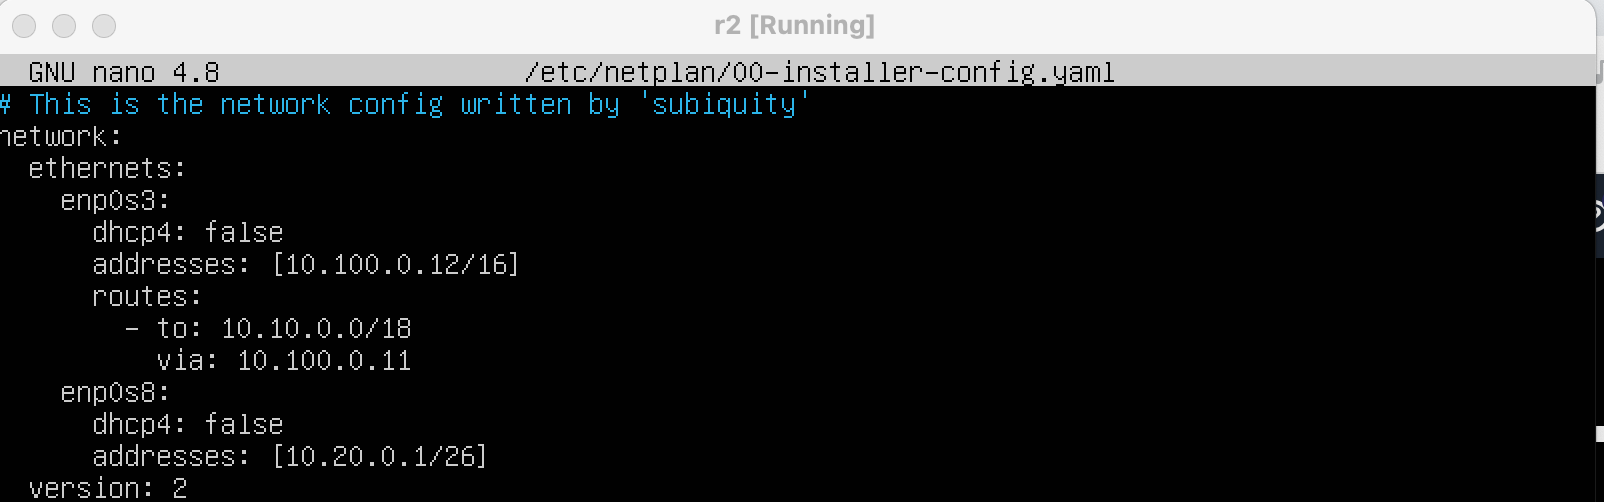 r2 [Running]
GNU nano 4.8 /etc/netplan/00-installer-config.yaml
# This is the network config written by 'subiquity'
network:
  ethernets:
    enp0s3:
      dhcp4: false
      addresses: [10.100.0.12/16]
      routes:
        - to: 10.10.0.0/18
          via: 10.100.0.11
    enp0s8:
      dhcp4: false
      addresses: [10.20.0.1/26]
  version: 2